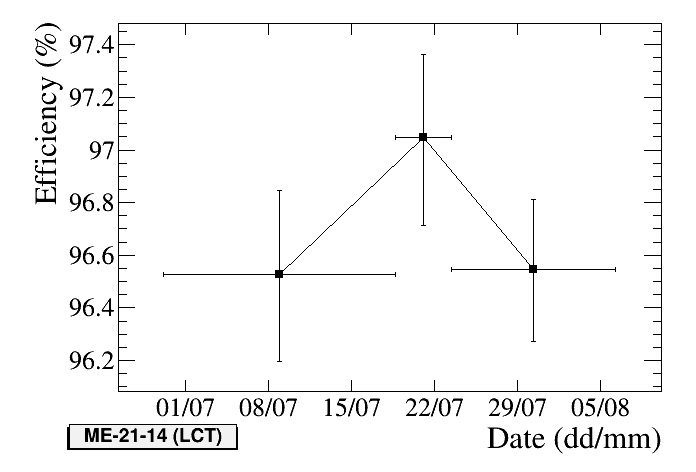 Efficiency (%)
97.4
97.2
97
96.8
96.6
96.4
96.2
01/07 08/07 15/07 22/07 29/07 05/08
ME-21-14 (LCT)
Date (dd/mm)